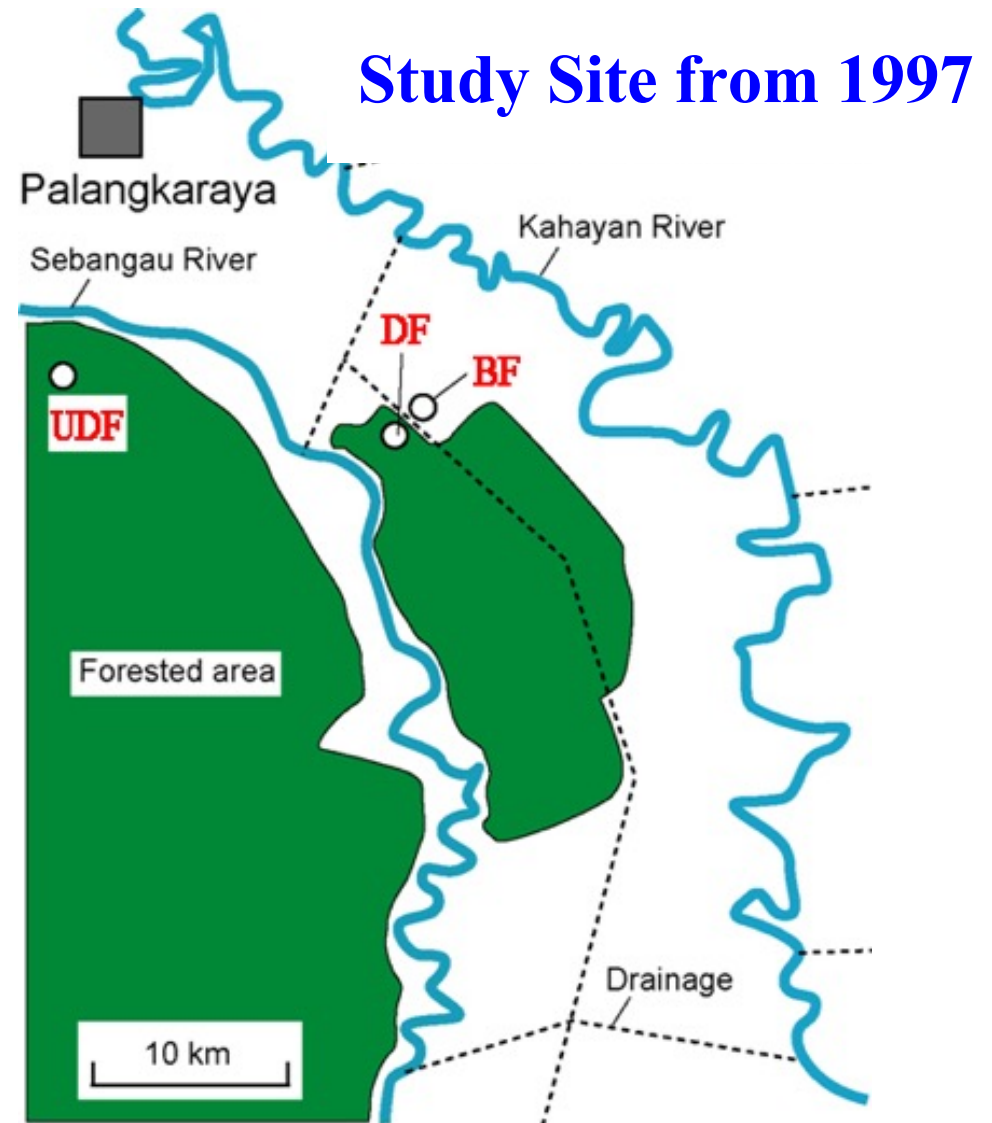 Study Site from 1997
Palangkaraya
Kahayan River
Sebangau River
DF
BF
UDF
Forested area
Drainage
10 km